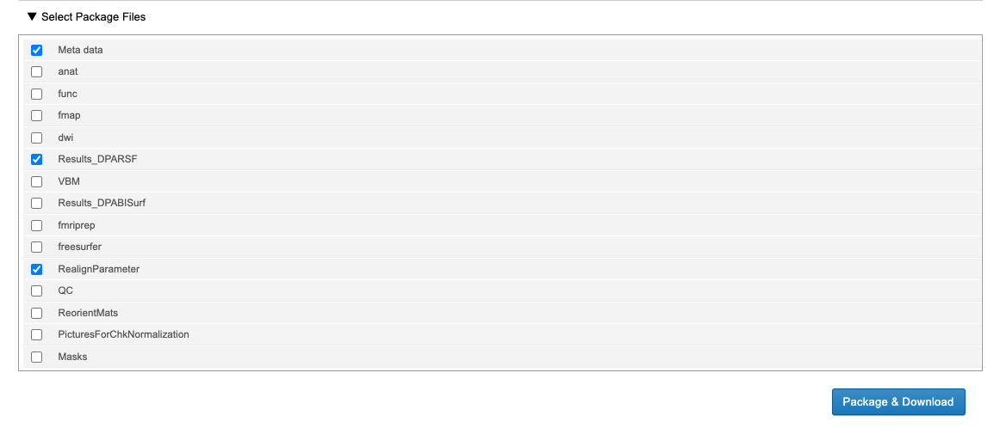 ▼ Select Package Files
Meta data
anat
func
fmap
dwi
Results_DPARSF
VBM
Results_DPABISurf
fmriprep
freesurfer
RealignParameter
QC
ReorientMats
PicturesForChkNormalization
Masks
Package & Download